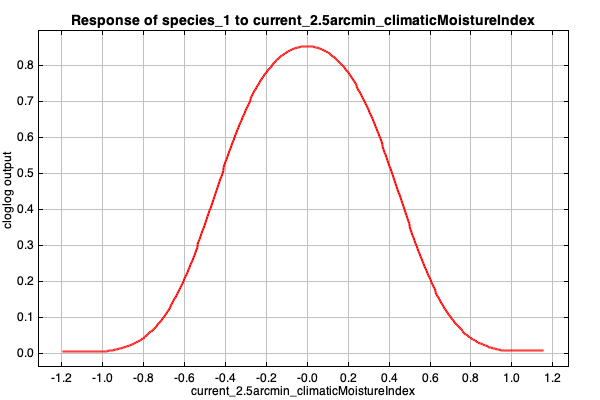 Response of species_1 to current_2.5arcmin_climaticMoistureIndex
cloglog output
0.8
0.7
0.6
0.5
0.4
0.3
0.2
0.1
0.0
-1.2 -1.0 -0.8 -0.6 -0.4 -0.2 -0.0 0.2 0.4 0.6 0.8 1.0 1.2
current_2.5arcmin_climaticMoistureIndex